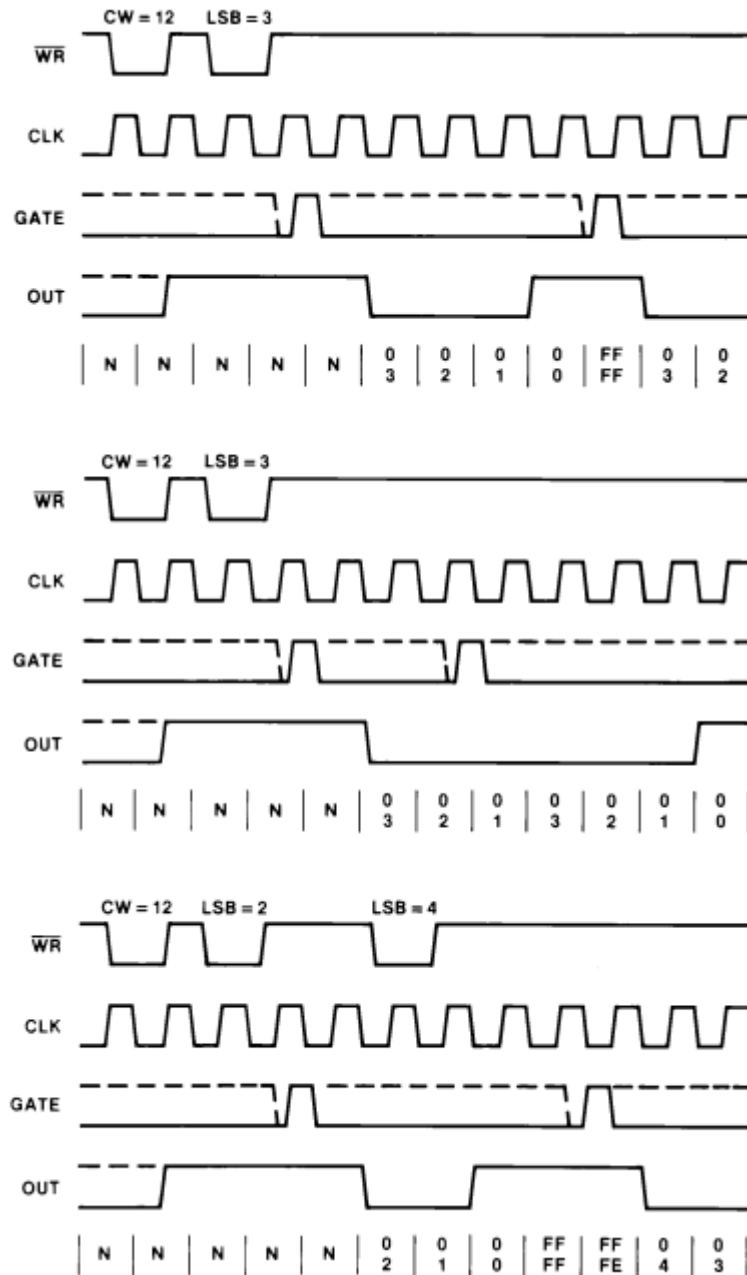 CW = 12 LSB = 3
WR
CLK
GATE
OUT
N N N N N 0 0 0 0 FF 0 0
3 2 1 0 FF 3 2
CW = 12 LSB = 3
WR
CLK
GATE
OUT
N N N N N 0 0 0 0 0 0 0
3 2 1 3 2 1 0
CW = 12 LSB = 2 LSB = 4
WR
CLK
GATE
OUT
N N N N N 0 0 0 FF FF 0 0
2 1 0 FF FE 4 3